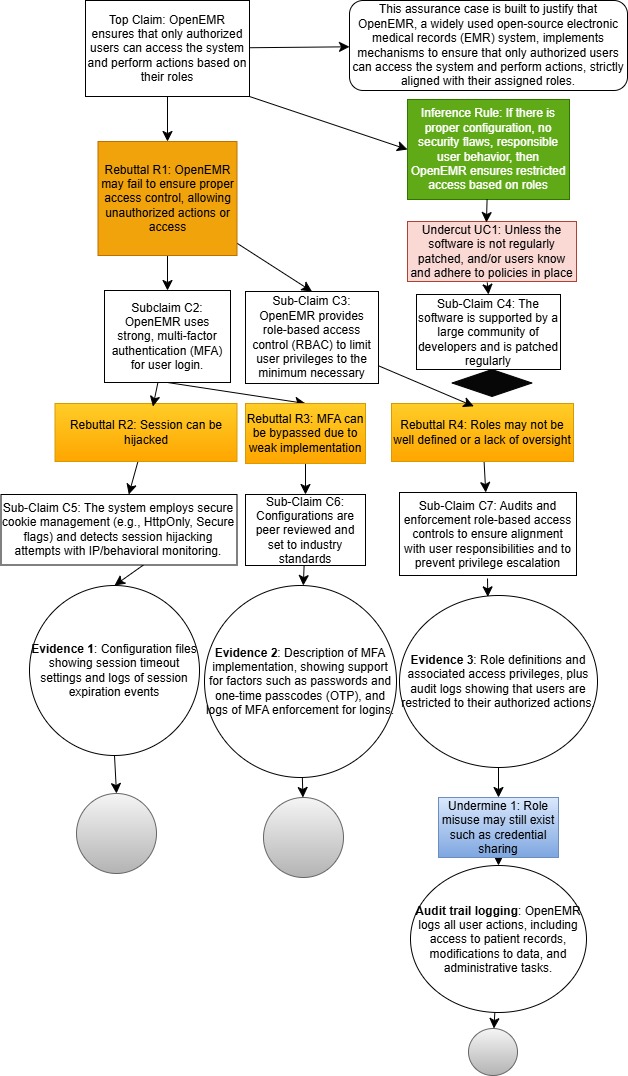 Top Claim: OpenEMR
ensures that only authorized
users can access the system
and perform actions based on
their roles
This assurance case is built to justify that
OpenEMR, a widely used open-source electronic
medical records (EMR) system, implements
mechanisms to ensure that only authorized users
can access the system and perform actions, strictly
aligned with their assigned roles.
Inference Rule: If there is
proper configuration, no
security flaws, responsible
user behavior, then
OpenEMR ensures restricted
access based on roles
Rebuttal R1: OpenEMR
may fail to ensure proper
access control, allowing
unauthorized actions or
access
Undercut UC1: Unless the
software is not regularly
patched, and/or users know
and adhere to policies in place
Subclaim C2:
OpenEMR uses
strong, multi-factor
authentication (MFA)
for user login.
Sub-Claim C3:
OpenEMR provides
role-based access
control (RBAC) to limit
user privileges to the
minimum necessary
Sub-Claim C4: The
software is supported by a
large community of
developers and is patched
regularly
Rebuttal R2: Session can be
hijacked
Rebuttal R3: MFA can
be bypassed due to
weak implementation
Rebuttal R4: Roles may not be
well defined or a lack of oversight
Sub-Claim C5: The system employs secure
cookie management (e.g., HttpOnly, Secure
flags) and detects session hijacking
attempts with IP/behavioral monitoring.
Sub-Claim C6:
Configurations are
peer reviewed and
set to industry
standards
Sub-Claim C7: Audits and
enforcement role-based access
controls to ensure alignment
with user responsibilities and to
prevent privilege escalation
Evidence 1: Configuration files
showing session timeout
settings and logs of session
expiration events
Evidence 2: Description of MFA
implementation, showing support
for factors such as passwords and
one-time passcodes (OTP), and
logs of MFA enforcement for logins.
Evidence 3: Role definitions and
associated access privileges, plus
audit logs showing that users are
restricted to their authorized actions.
Undermine 1: Role
misuse may still exist
such as credential
sharing
Audit trail logging: OpenEMR
logs all user actions, including
access to patient records,
modifications to data, and
administrative tasks.